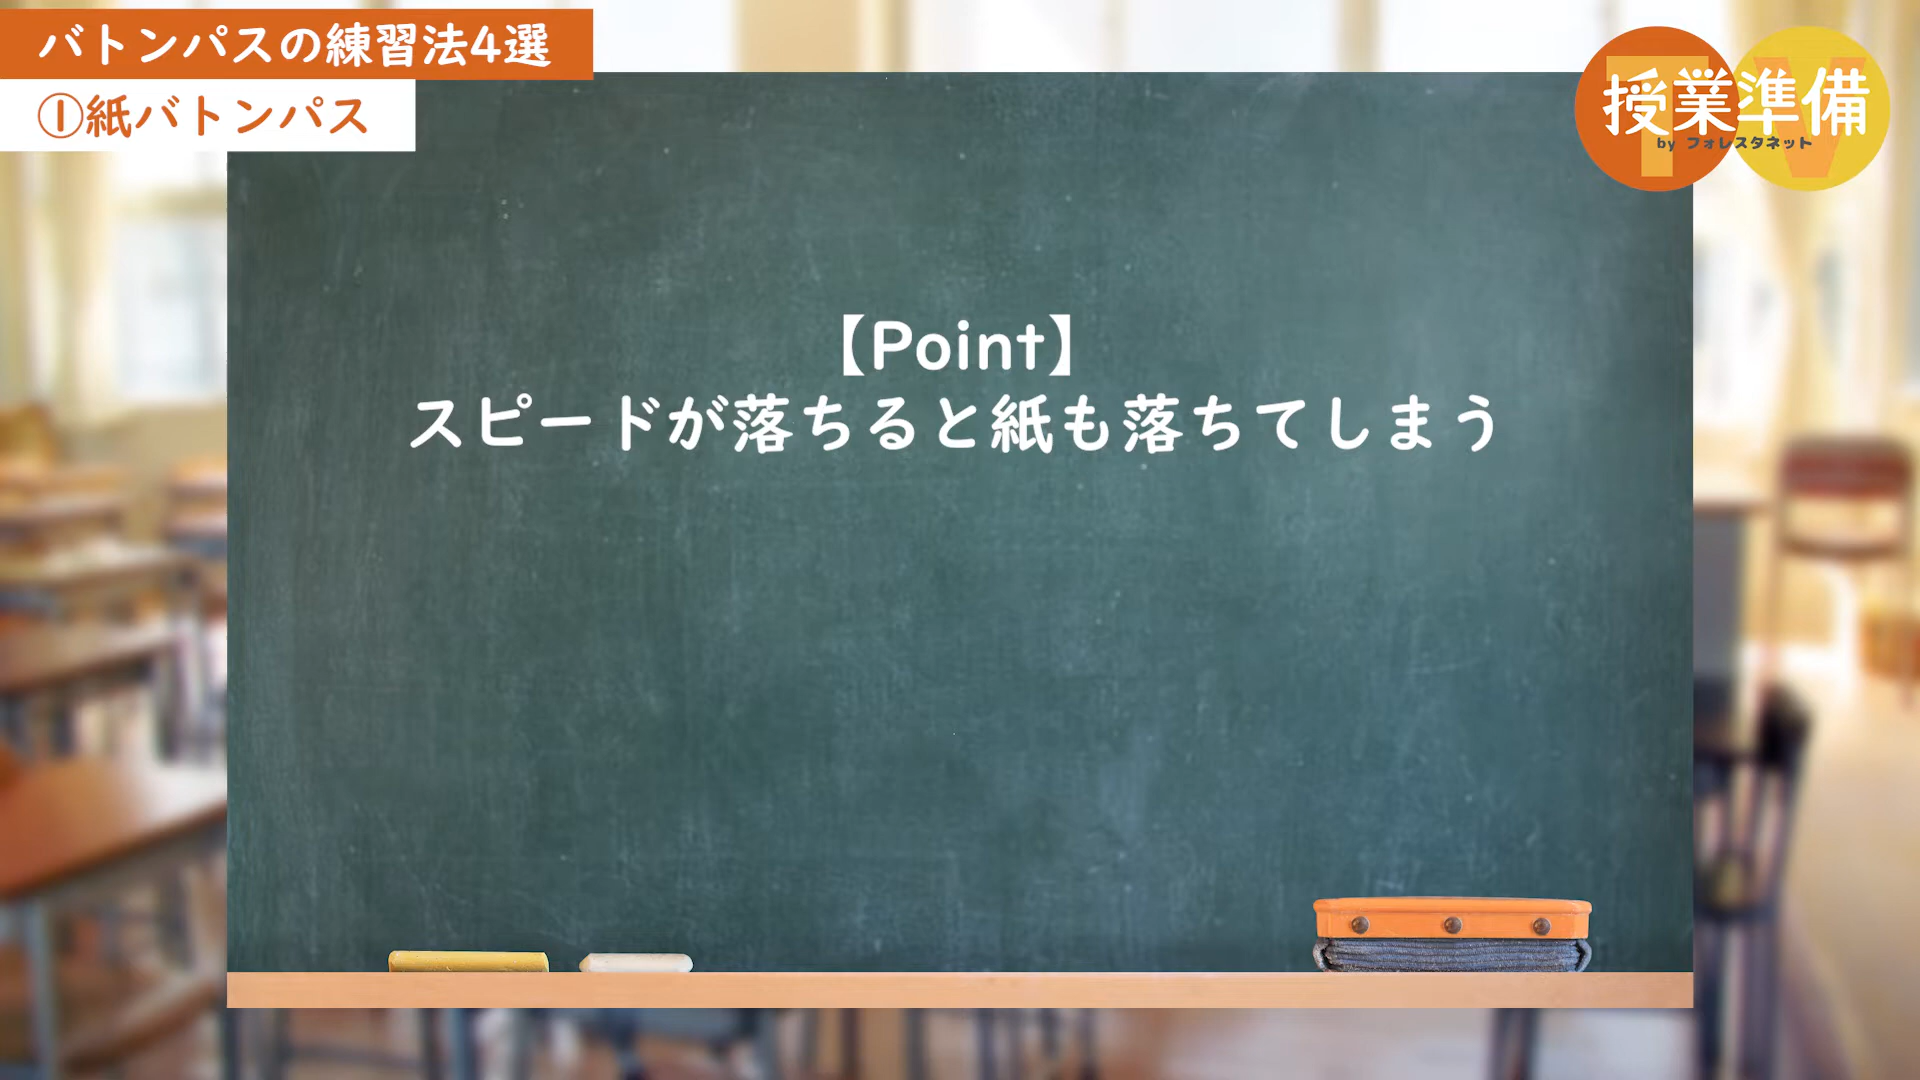 バトンパスの練習法4選
①紙バトンパス
授業準備
TV
by フォレスタネット
【Point】
スピードが落ちると紙も落ちてしまう